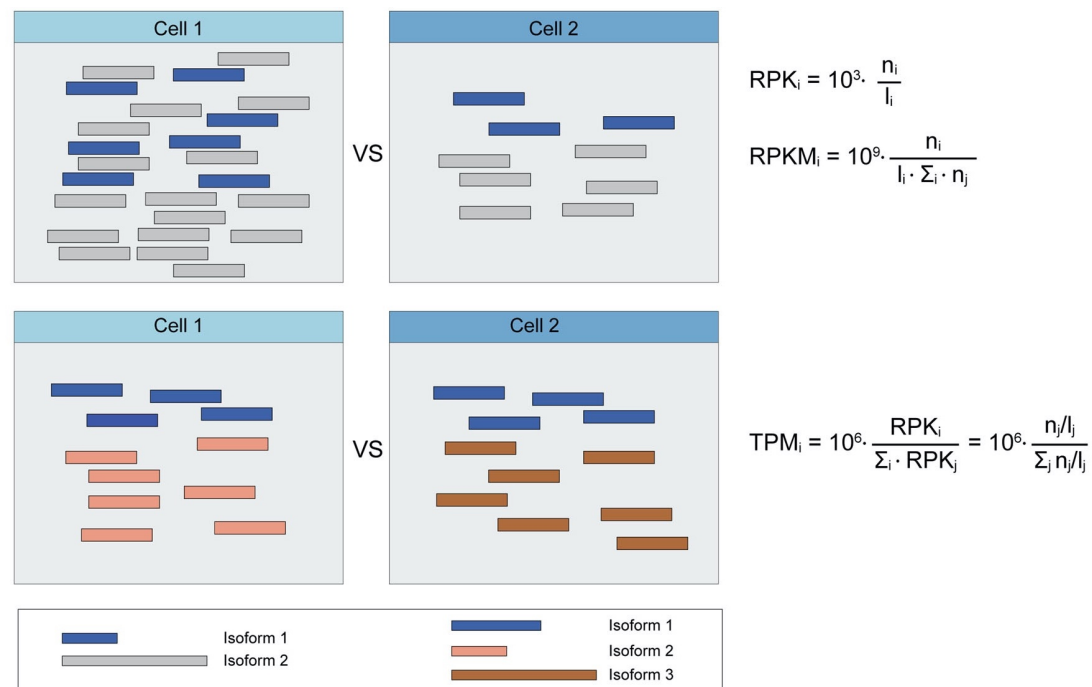 Cell 1
Cell 2
VS
RPKᵢ = 10³· nᵢ / lᵢ
RPKMᵢ = 10⁹· nᵢ / lᵢ · Σᵢ · nⱼ
Cell 1
Cell 2
VS
TPMᵢ = 10⁶· RPKᵢ / Σᵢ · RPKⱼ = 10⁶· nⱼ/lⱼ / Σⱼ nⱼ/lⱼ
Isoform 1
Isoform 2
Isoform 1
Isoform 2
Isoform 3